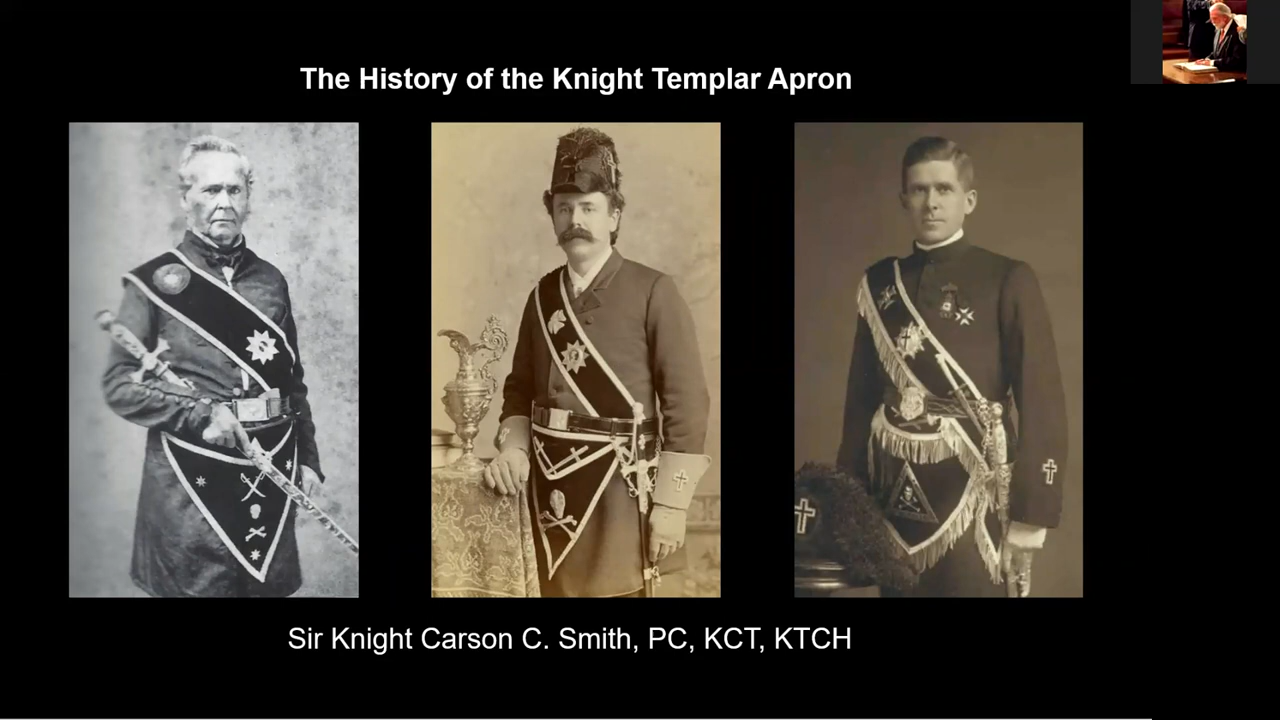 The History of the Knight Templar Apron
Sir Knight Carson C. Smith, PC, KCT, KTCH